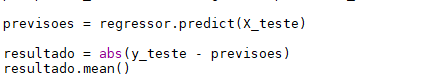 previsoes = regressor.predict(X_teste)
resultado = abs(y_teste - previsoes)
resultado.mean()